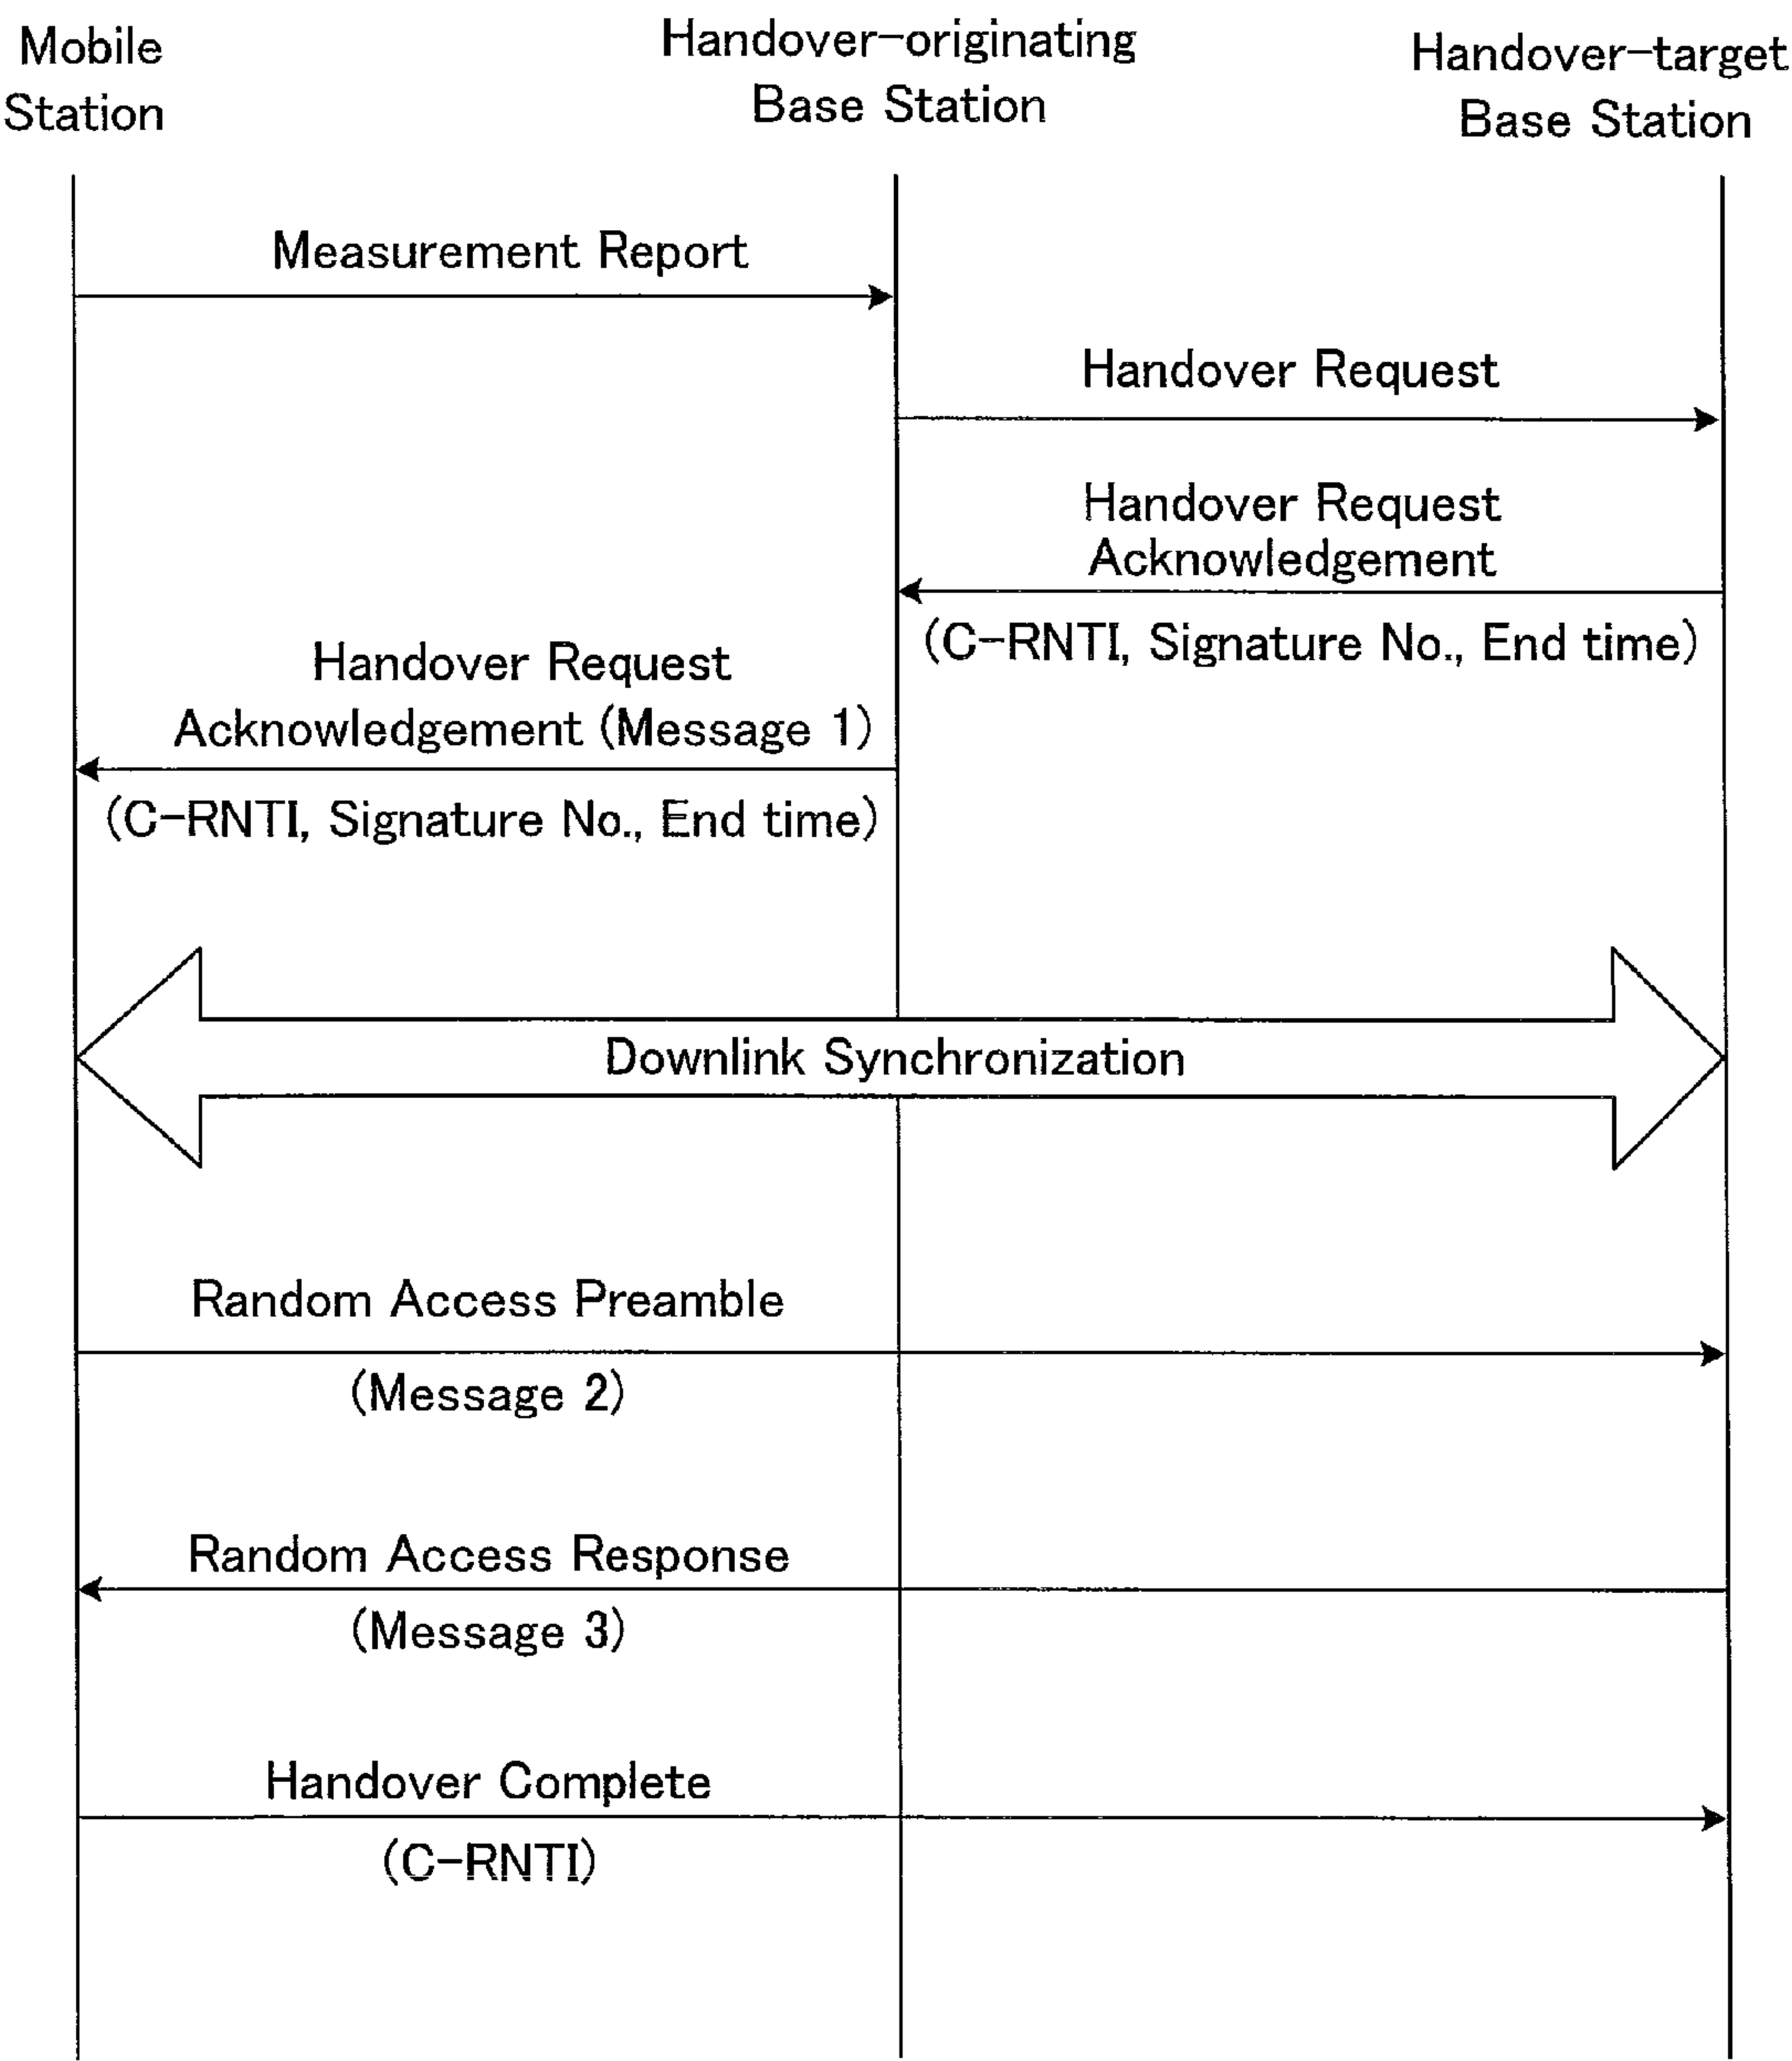 Mobile
Station
Handover-originating
Base Station
Handover-target
Base Station
Measurement Report
Handover Request
Handover Request
Acknowledgement
(C-RNTI, Signature No., End time)
Handover Request
Acknowledgement (Message 1)
(C-RNTI, Signature No., End time)
Downlink Synchronization
Random Access Preamble
(Message 2)
Random Access Response
(Message 3)
Handover Complete
(C-RNTI)